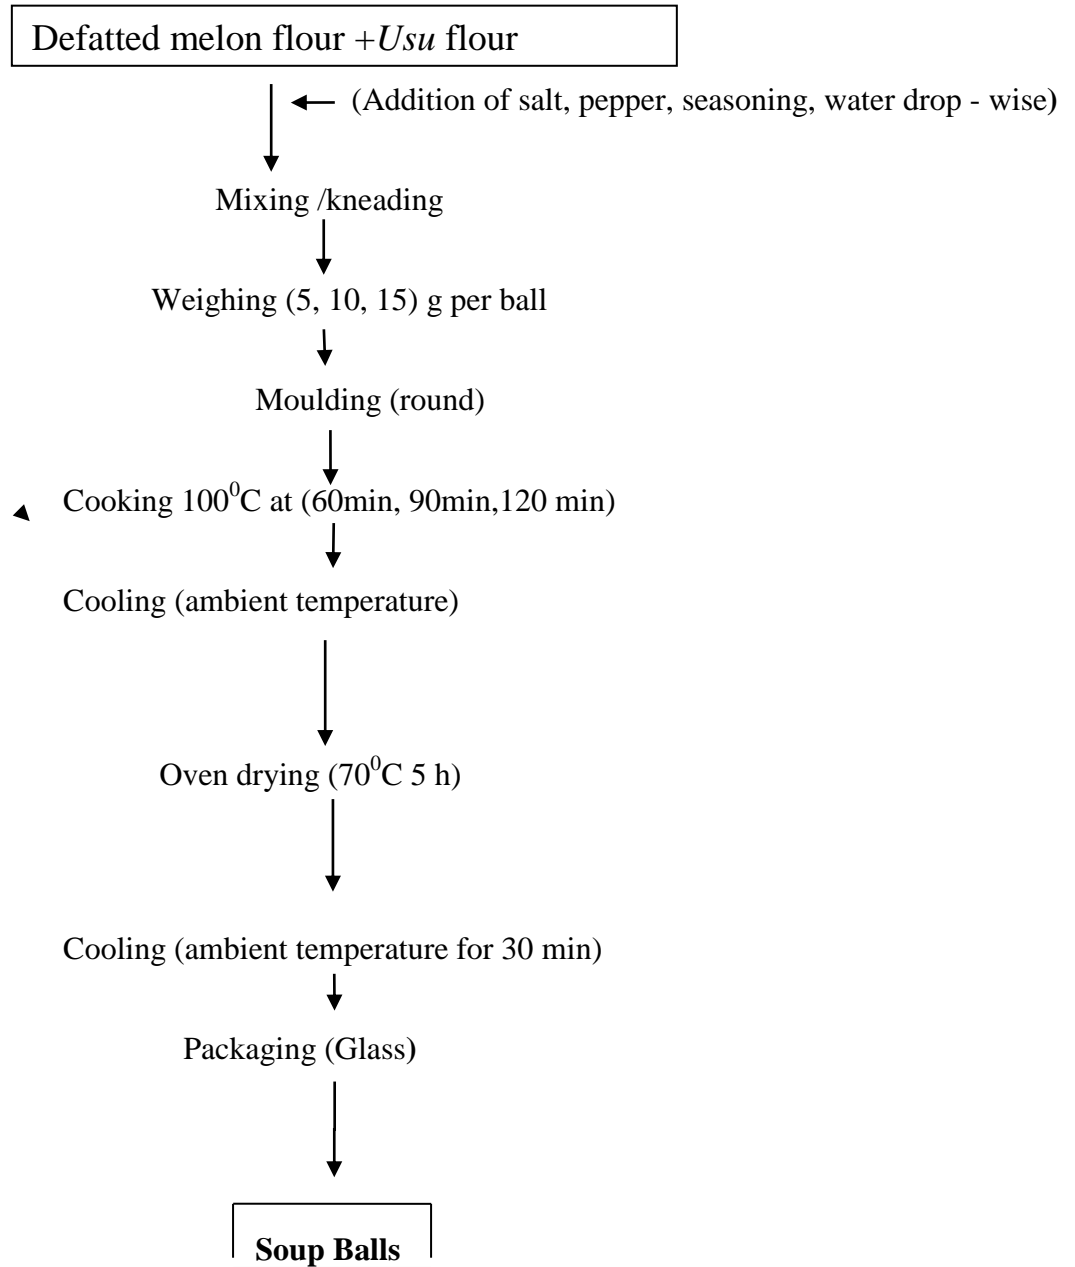 Defatted melon flour +Usu flour
(Addition of salt, pepper, seasoning, water drop - wise)
Mixing /kneading
Weighing (5, 10, 15) g per ball
Moulding (round)
Cooking 100⁰C at (60min, 90min,120 min)
Cooling (ambient temperature)
Oven drying (70⁰C 5 h)
Cooling (ambient temperature for 30 min)
Packaging (Glass)
Soup Balls